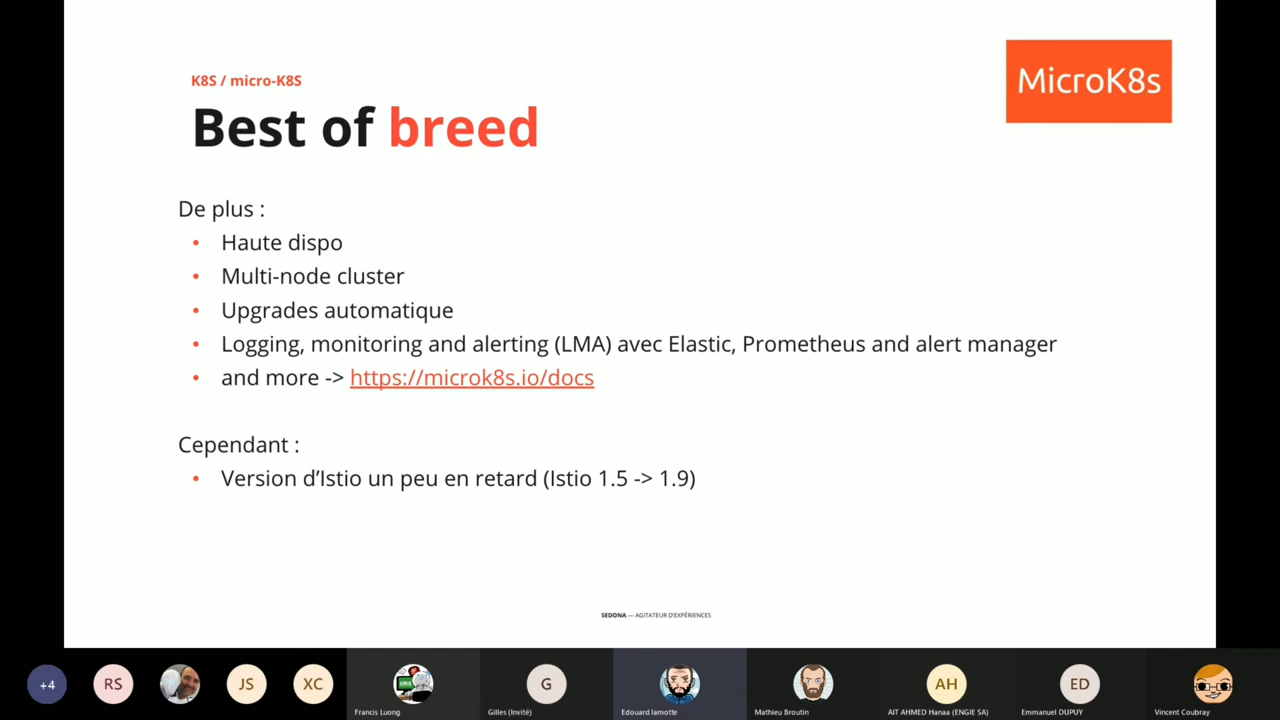 K8S / micro-K8S
MicroK8s
Best of breed
De plus :
• Haute dispo
• Multi-node cluster
• Upgrades automatique
• Logging, monitoring and alerting (LMA) avec Elastic, Prometheus and alert manager
• and more -> https://microk8s.io/docs
Cependant :
• Version d’Istio un peu en retard (Istio 1.5 -> 1.9)
SEDONA — AGITATEUR D'EXPÉRIENCES
+4 RS JS XC G AH ED
Francis Luong Gilles (Invité) Edouard lamotte Mathieu Broutin AIT AHMED Hanaa (ENGIE SA) Emmanuel DUPUY Vincent Coubray